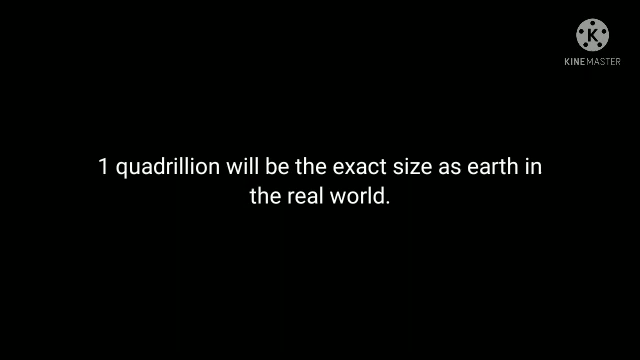 K
KINEMASTER
1 quadrillion will be the exact size as earth in
the real world.